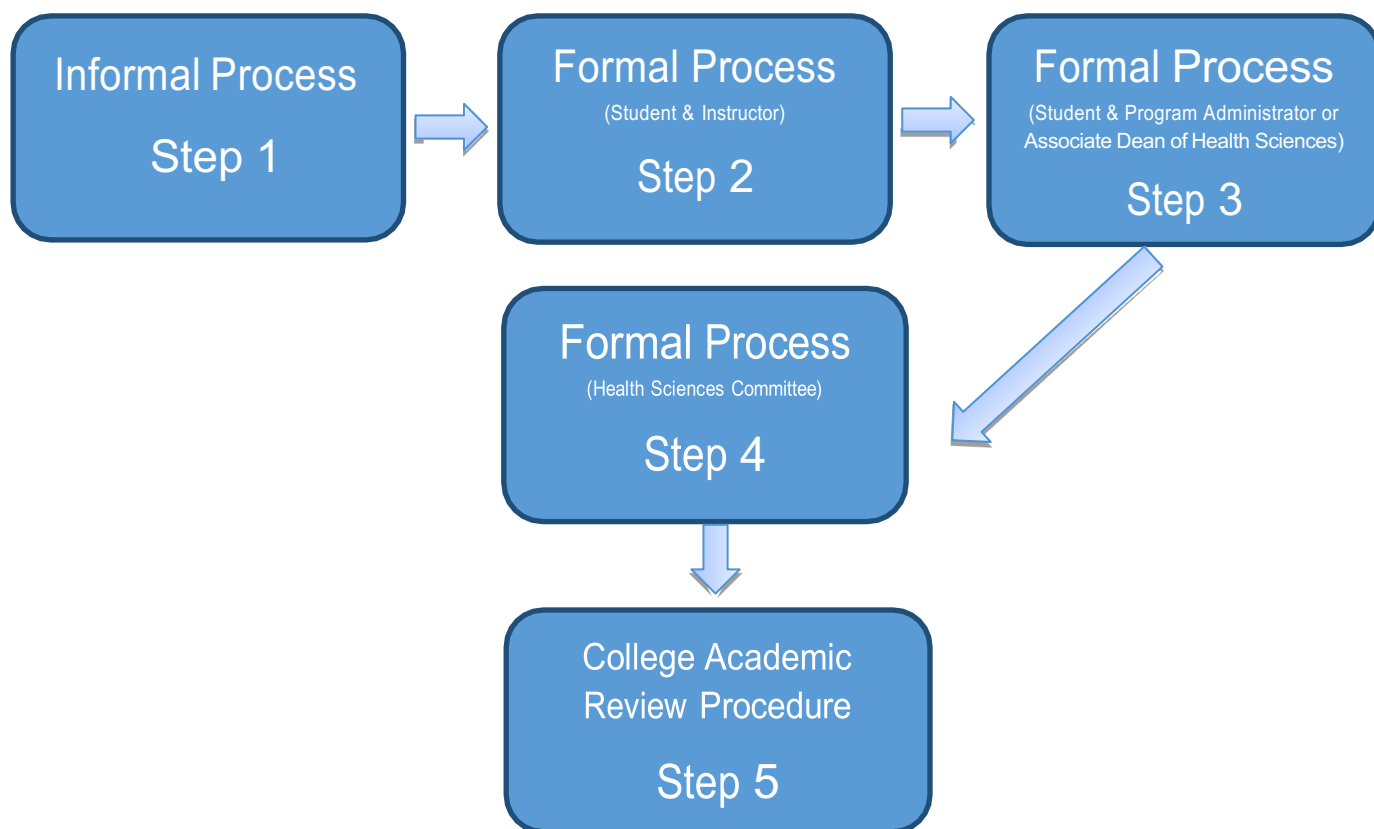 Informal Process
Step 1
Formal Process
(Student & Instructor)
Step 2
Formal Process
(Student & Program Administrator or
Associate Dean of Health Sciences)
Step 3
Formal Process
(Health Sciences Committee)
Step 4
College Academic
Review Procedure
Step 5